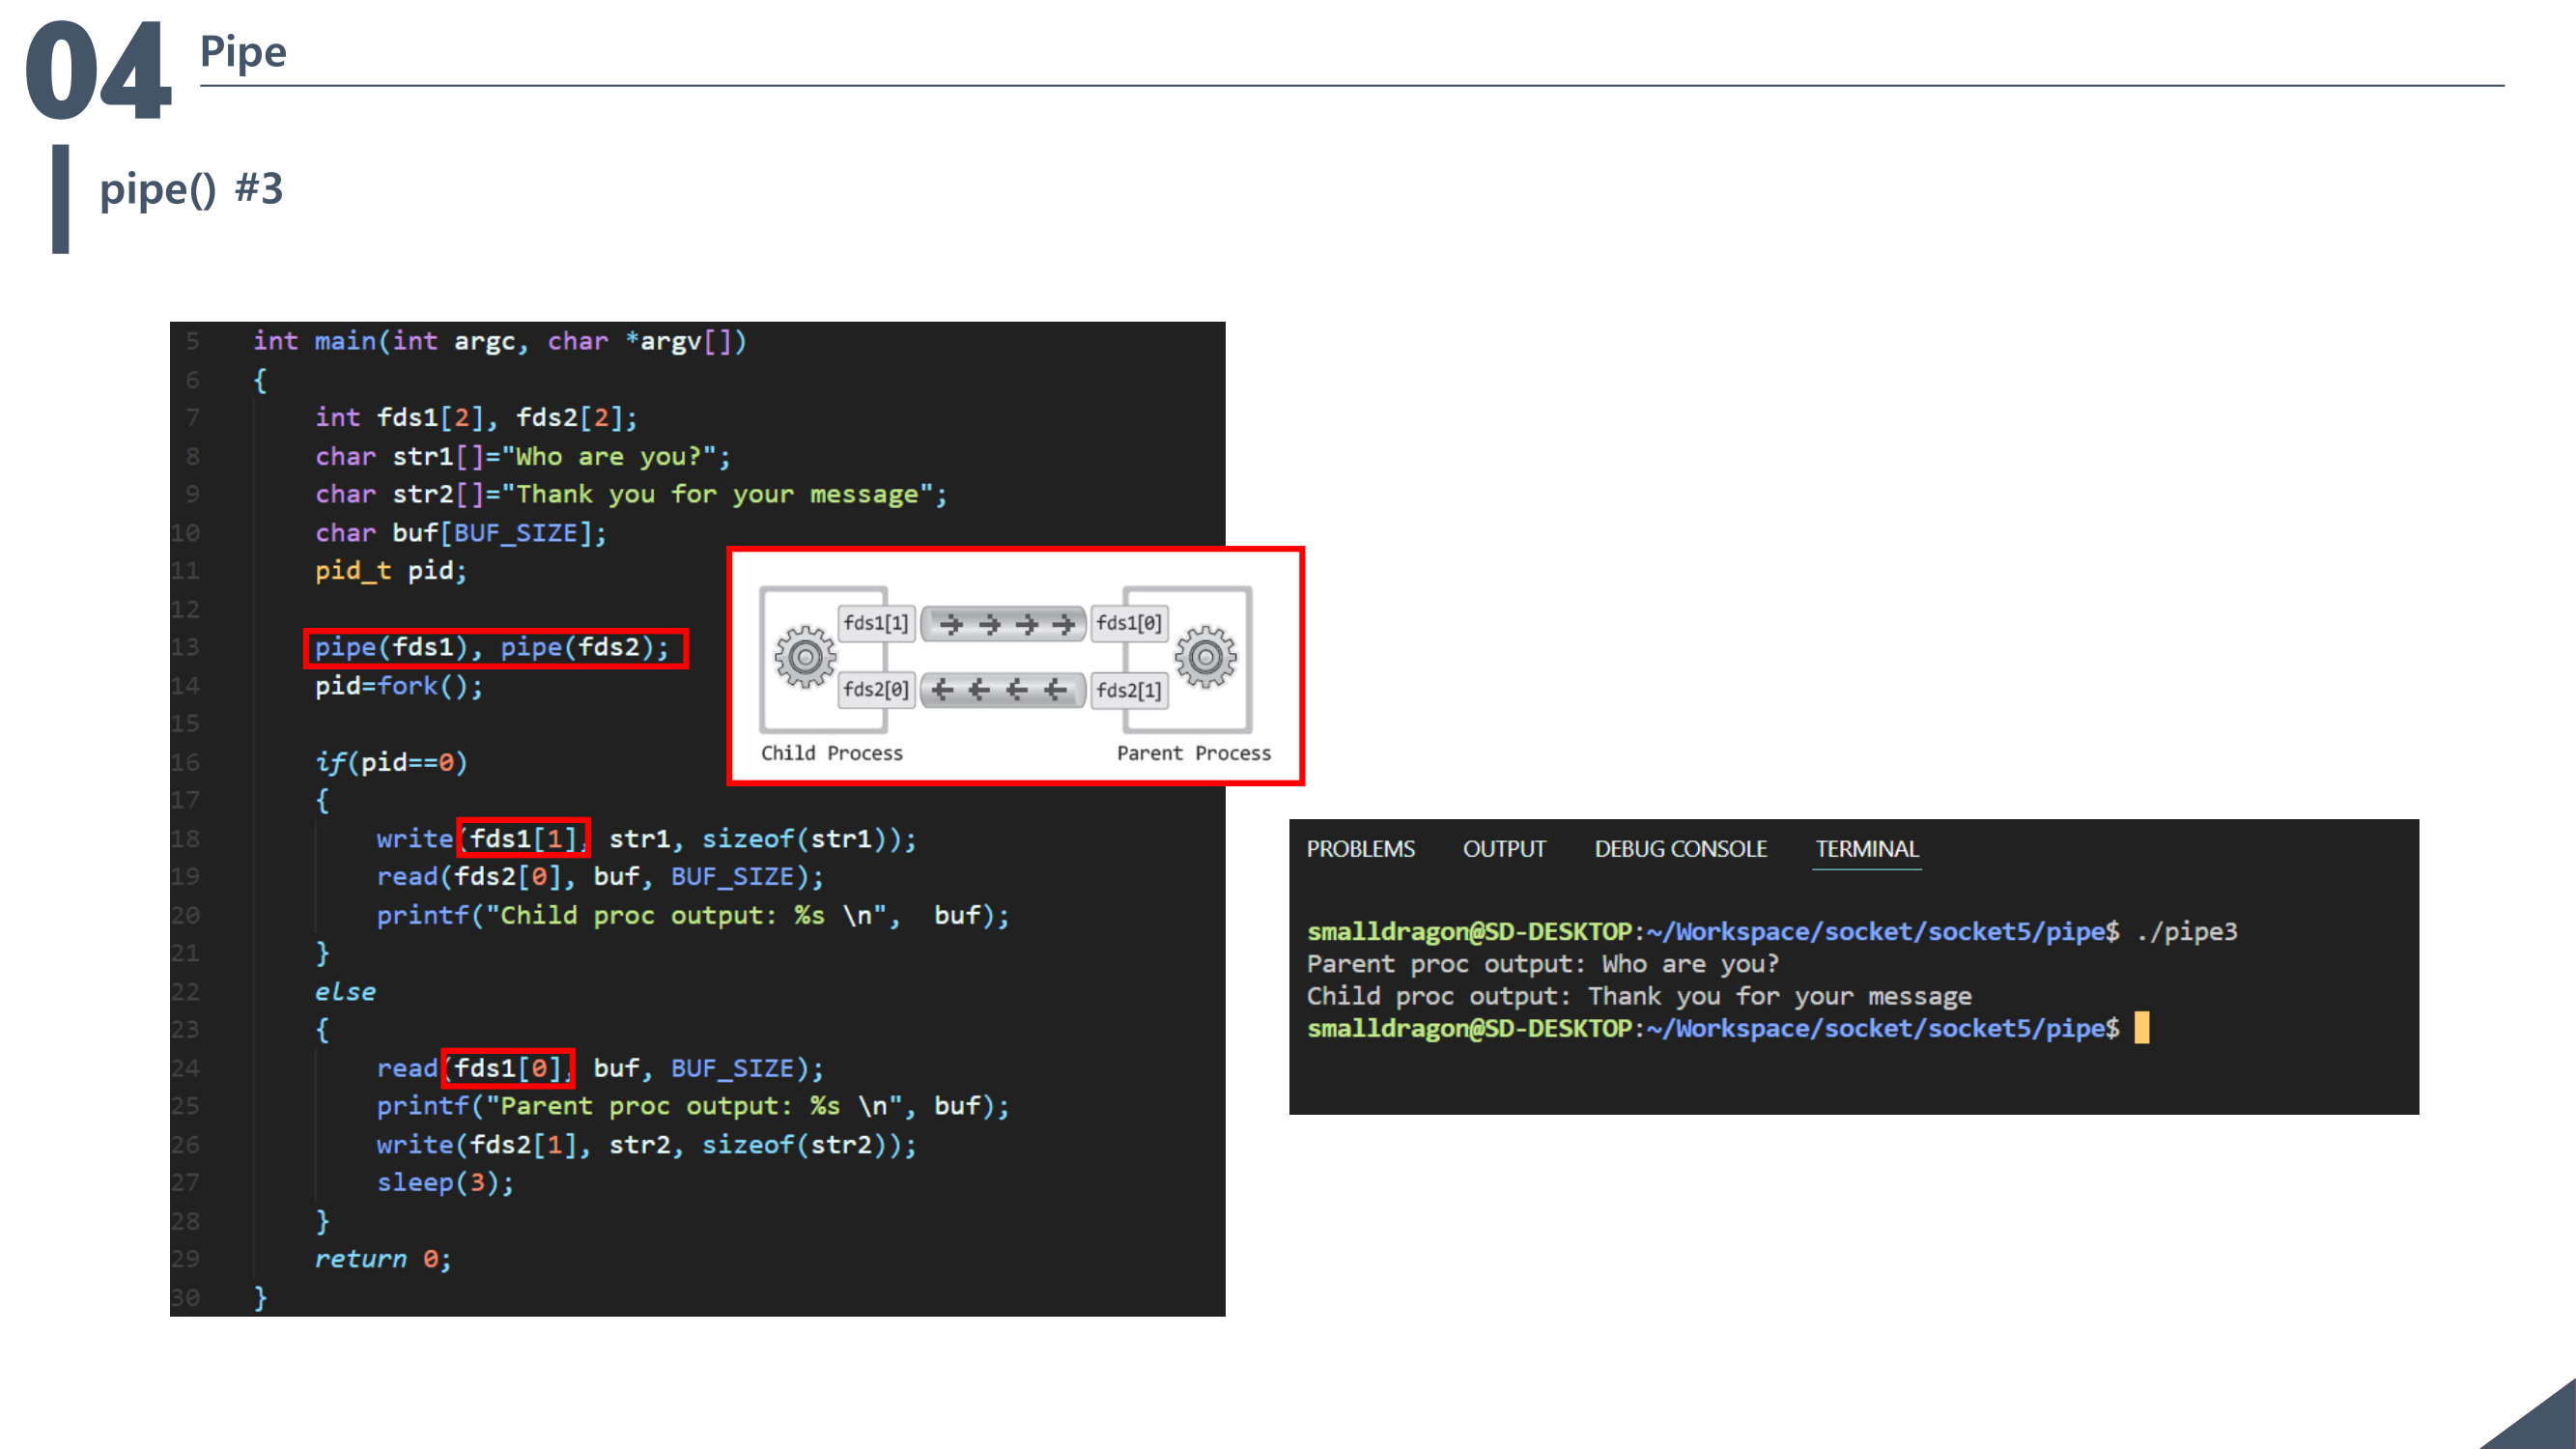 04 Pipe
pipe() #3
5 int main(int argc, char *argv[])
6 {
7 int fds1[2], fds2[2];
8 char str1[]="Who are you?";
9 char str2[]="Thank you for your message";
10 char buf[BUF_SIZE];
11 pid_t pid;
12
13 pipe(fds1), pipe(fds2);
14 pid=fork();
15
16 if(pid==0)
17 {
18 write(fds1[1], str1, sizeof(str1));
19 read(fds2[0], buf, BUF_SIZE);
20 printf("Child proc output: %s \n",  buf);
21 }
22 else
23 {
24 read(fds1[0], buf, BUF_SIZE);
25 printf("Parent proc output: %s \n", buf);
26 write(fds2[1], str2, sizeof(str2));
27 sleep(3);
28 }
29 return 0;
30 }
fds1[1] fds1[0]
fds2[0] fds2[1]
Child Process Parent Process
PROBLEMS OUTPUT DEBUG CONSOLE TERMINAL
smalldragon@SD-DESKTOP:~/Workspace/socket/socket5/pipe$ ./pipe3
Parent proc output: Who are you?
Child proc output: Thank you for your message
smalldragon@SD-DESKTOP:~/Workspace/socket/socket5/pipe$